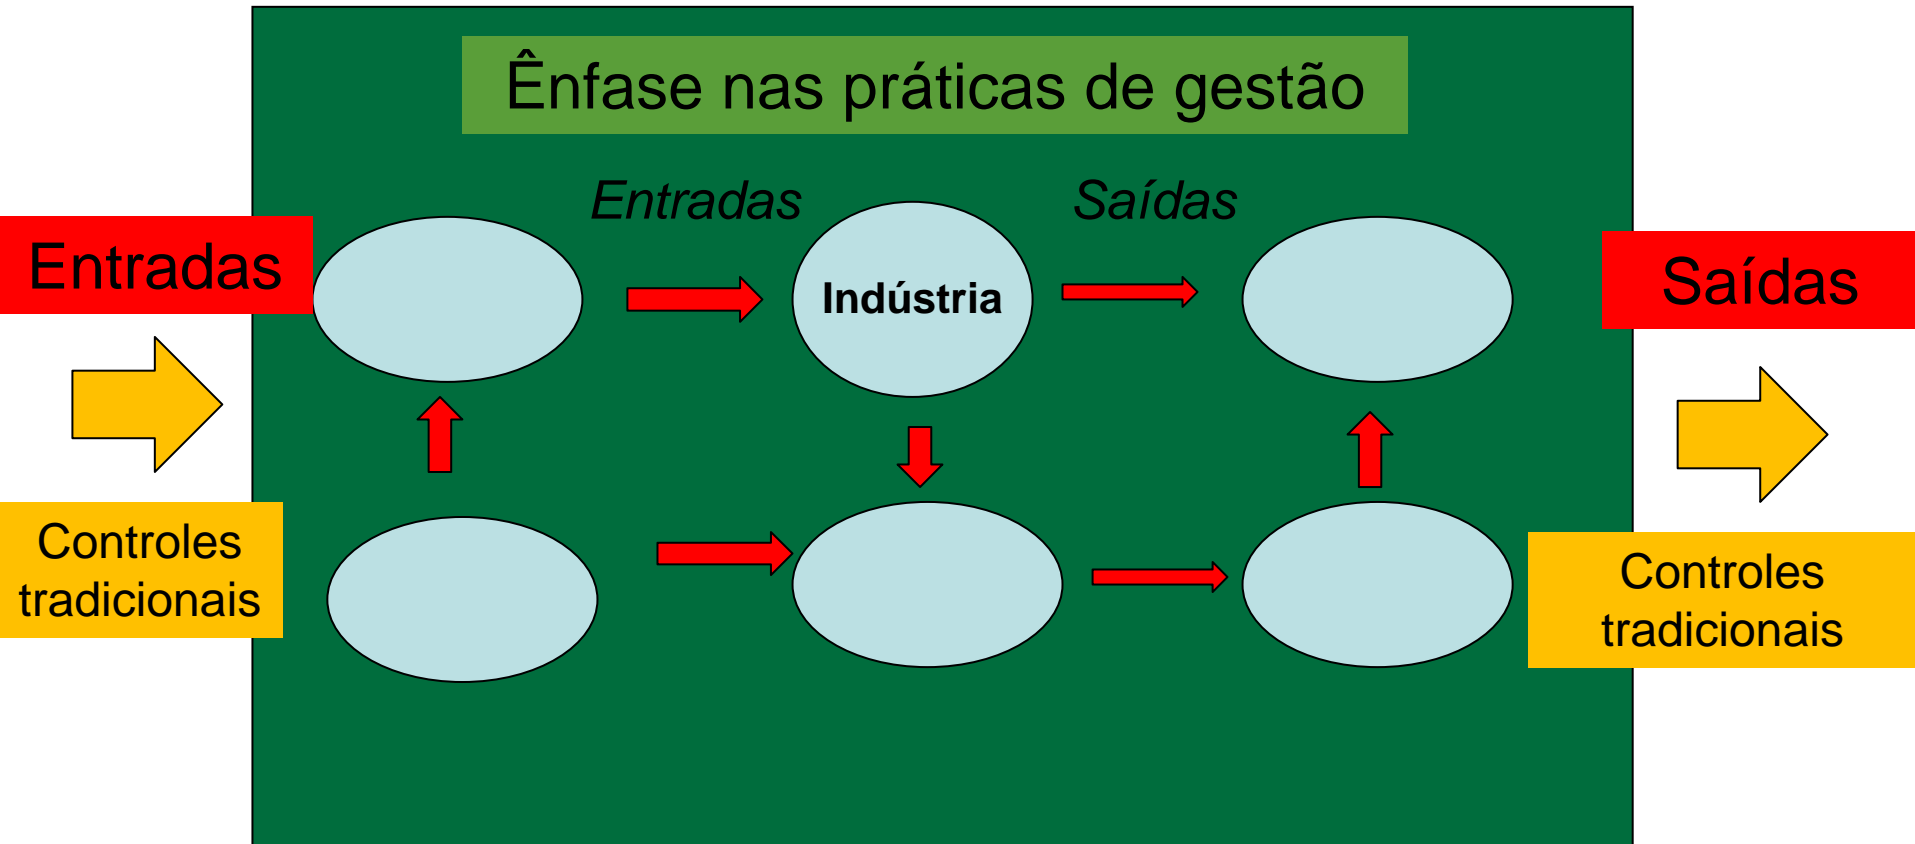 Ênfase nas práticas de gestão
Entradas
Saídas
Entradas
Indústria
Saídas
Controles
tradicionais
Controles
tradicionais